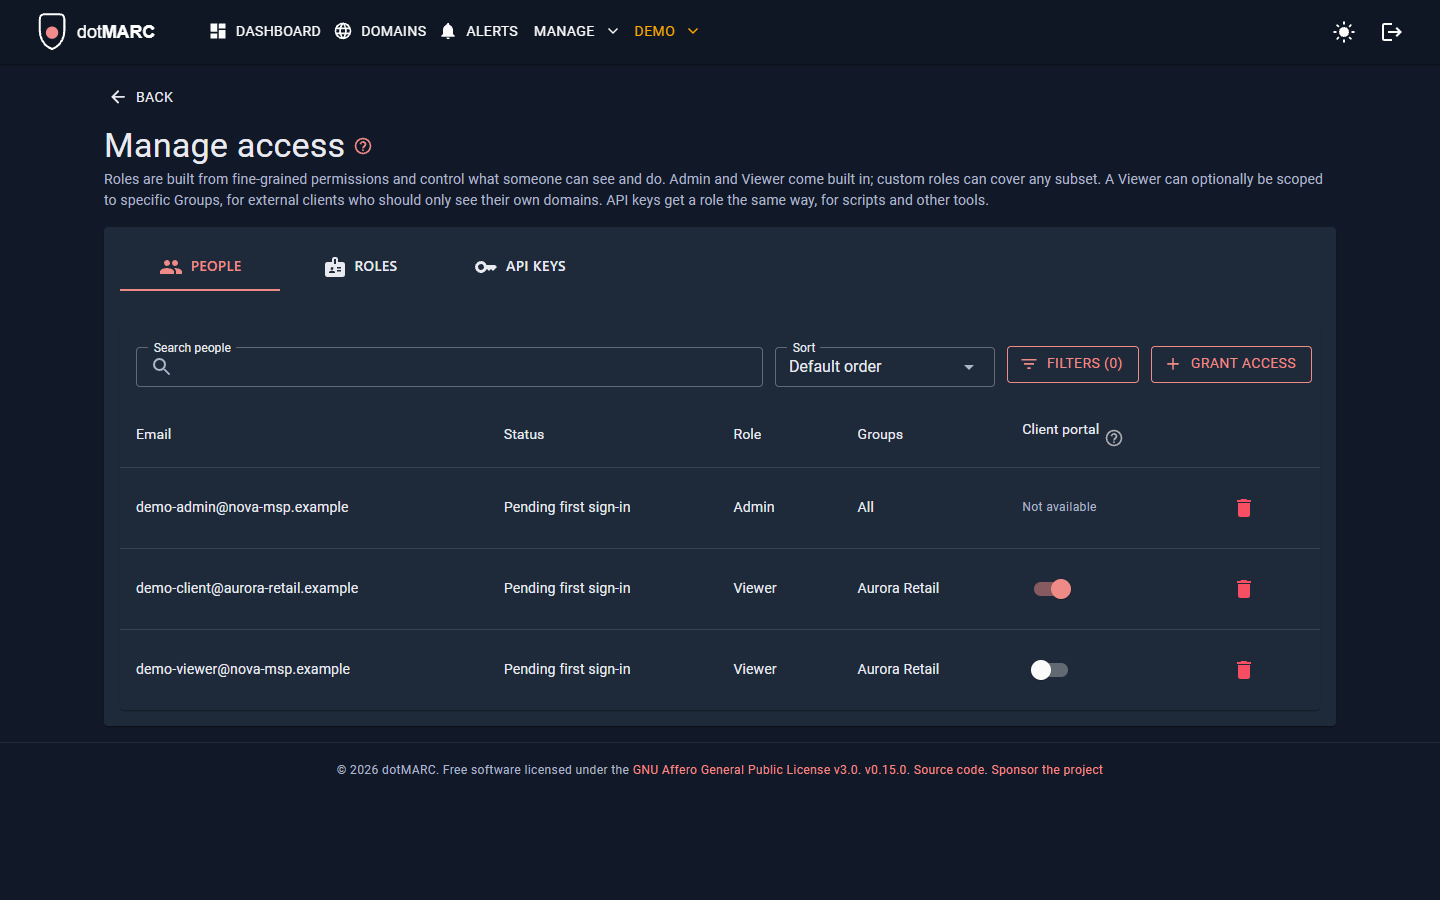 dotMARC DASHBOARD DOMAINS ALERTS MANAGE DEMO
BACK
Manage access
Roles are built from fine-grained permissions and control what someone can see and do. Admin and Viewer come built in; custom roles can cover any subset. A Viewer can optionally be scoped
to specific Groups, for external clients who should only see their own domains. API keys get a role the same way, for scripts and other tools.
PEOPLE ROLES API KEYS
Search people
Sort
Default order
FILTERS (0)
GRANT ACCESS
Email Status Role Groups Client portal
demo-admin@nova-msp.example Pending first sign-in Admin All Not available
demo-client@aurora-retail.example Pending first sign-in Viewer Aurora Retail
demo-viewer@nova-msp.example Pending first sign-in Viewer Aurora Retail
© 2026 dotMARC. Free software licensed under the GNU Affero General Public License v3.0. v0.15.0. Source code. Sponsor the project